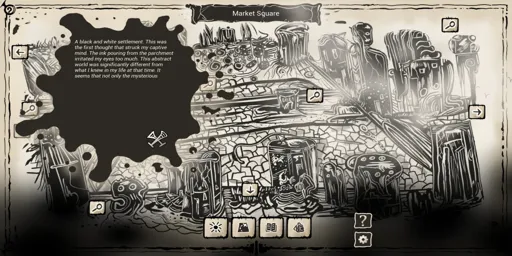 Market Square
A black and white settlement. This was
the first thought that struck my captive
mind. The ink pouring from the parchment
irritated my eyes too much. This abstract
world was significantly different from
what I knew in my life at that time. It
seems that not only the mysterious
?